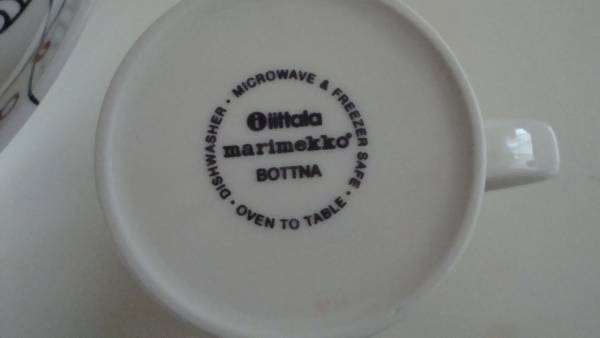 DISHWASHER · MICROWAVE & FREEZER SAFE · OVEN TO TABLE ·
iittala
marimekko®
BOTTNA